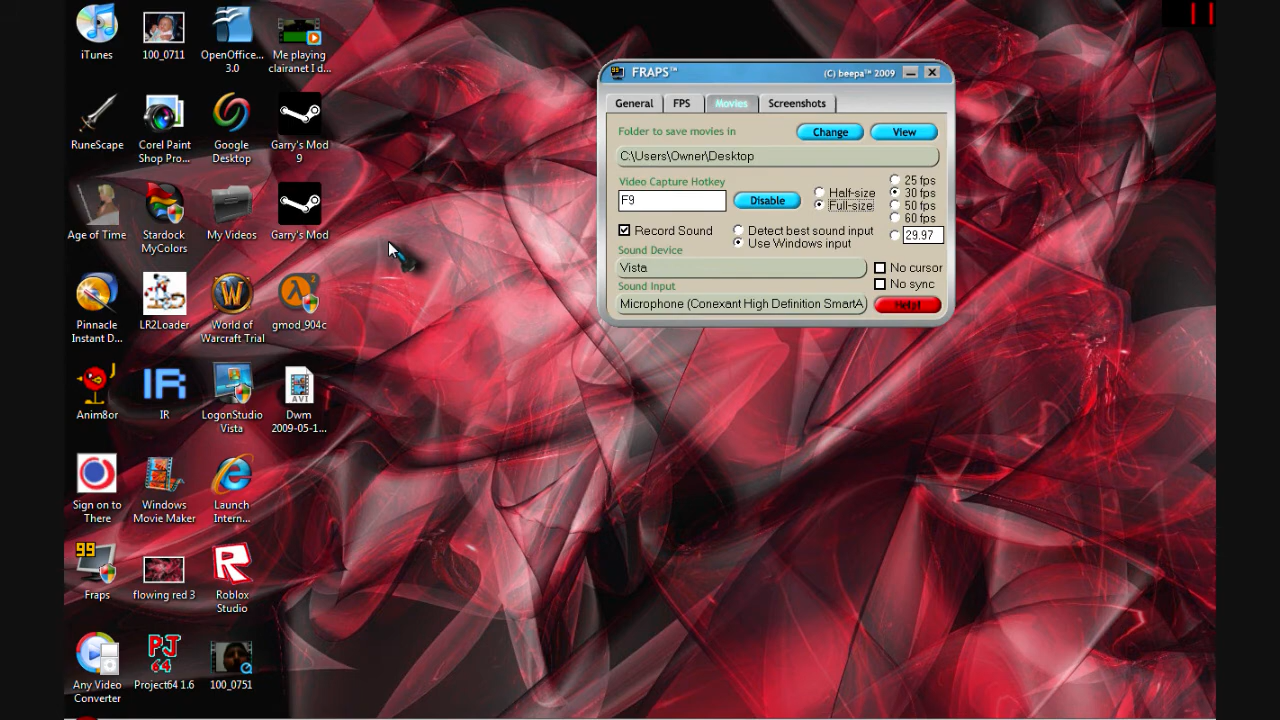 iTunes
100_0711
OpenOffice...
3.0
Me playing
clairanet I d...
RuneScape
Corel Paint
Shop Pro...
Google
Desktop
Garry's Mod
9
Age of Time
Stardock
MyColors
My Videos
Garry's Mod
Pinnacle
Instant D...
LR2Loader
World of
Warcraft Trial
gmod_904c
Anim8or
IR
IR
LogonStudio
Vista
AVI
Dwm
2009-05-1...
Sign on to
There
Windows
Movie Maker
Launch
Intern...
99
Fraps
flowing red 3
Roblox
Studio
Any Video
Converter
PJ
64
Project64 1.6
100_0751
99 FRAPS™ (C) beepa™ 2009
General FPS Movies Screenshots
Folder to save movies in Change View
C:\Users\Owner\Desktop
Video Capture Hotkey
F9 Disable
Half-size
Full-size
25 fps
30 fps
50 fps
60 fps
29.97
Record Sound
Detect best sound input
Use Windows input
Sound Device
Vista
No cursor
No sync
Sound Input
Microphone (Conexant High Definition SmartA
Help!